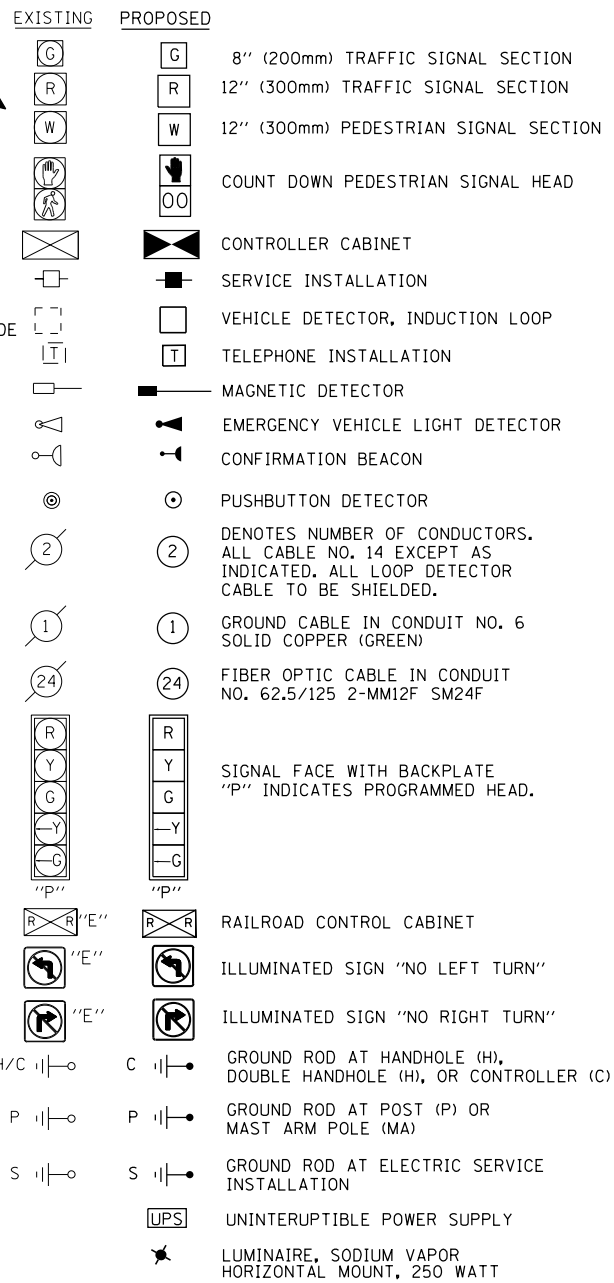 EXISTING PROPOSED
G G 8'' (200mm) TRAFFIC SIGNAL SECTION
R R 12'' (300mm) TRAFFIC SIGNAL SECTION
W W 12'' (300mm) PEDESTRIAN SIGNAL SECTION
00 COUNT DOWN PEDESTRIAN SIGNAL HEAD
CONTROLLER CABINET
SERVICE INSTALLATION
DE VEHICLE DETECTOR, INDUCTION LOOP
T T TELEPHONE INSTALLATION
MAGNETIC DETECTOR
EMERGENCY VEHICLE LIGHT DETECTOR
CONFIRMATION BEACON
PUSHBUTTON DETECTOR
2 2 DENOTES NUMBER OF CONDUCTORS.
ALL CABLE NO. 14 EXCEPT AS
INDICATED. ALL LOOP DETECTOR
CABLE TO BE SHIELDED.
1 1 GROUND CABLE IN CONDUIT NO. 6
SOLID COPPER (GREEN)
24 24 FIBER OPTIC CABLE IN CONDUIT
NO. 62.5/125 2-MM12F SM24F
R R
Y Y SIGNAL FACE WITH BACKPLATE
G G "P" INDICATES PROGRAMMED HEAD.
Y Y
G G
"P" "P"
R R "E" R R RAILROAD CONTROL CABINET
"E" ILLUMINATED SIGN "NO LEFT TURN"
"E" ILLUMINATED SIGN "NO RIGHT TURN"
H/C C GROUND ROD AT HANDHOLE (H),
DOUBLE HANDHOLE (H), OR CONTROLLER (C)
P P GROUND ROD AT POST (P) OR
MAST ARM POLE (MA)
S S GROUND ROD AT ELECTRIC SERVICE
INSTALLATION
UPS UNINTERUPTIBLE POWER SUPPLY
LUMINAIRE, SODIUM VAPOR
HORIZONTAL MOUNT, 250 WATT